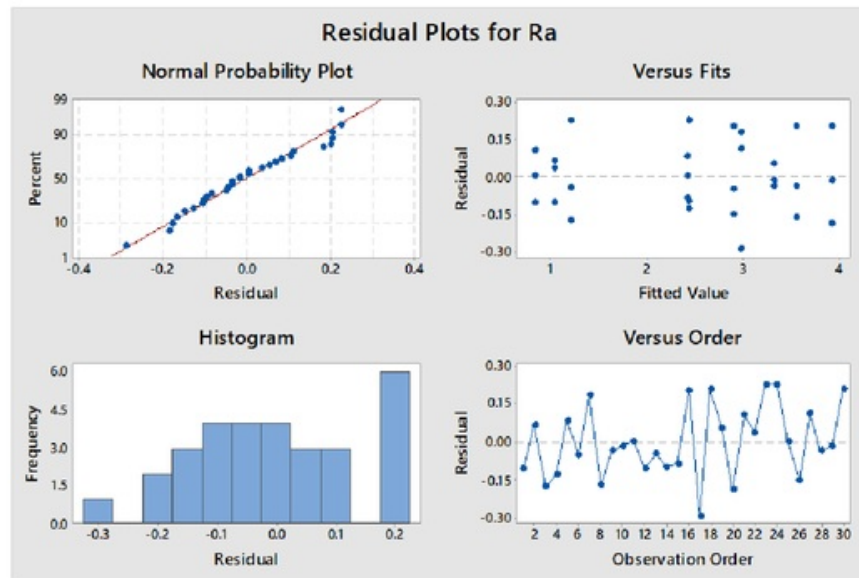 Residual Plots for Ra
Normal Probability Plot
99
90
50
10
1
Percent
-0.4 -0.2 0.0 0.2 0.4
Residual
Versus Fits
0.30
0.15
0.00
-0.15
-0.30
Residual
1 2 3 4
Fitted Value
Histogram
6.0
4.5
3.0
1.5
0.0
Frequency
-0.3 -0.2 -0.1 0.0 0.1 0.2
Residual
Versus Order
0.30
0.15
0.00
-0.15
-0.30
Residual
2 4 6 8 10 12 14 16 18 20 22 24 26 28 30
Observation Order